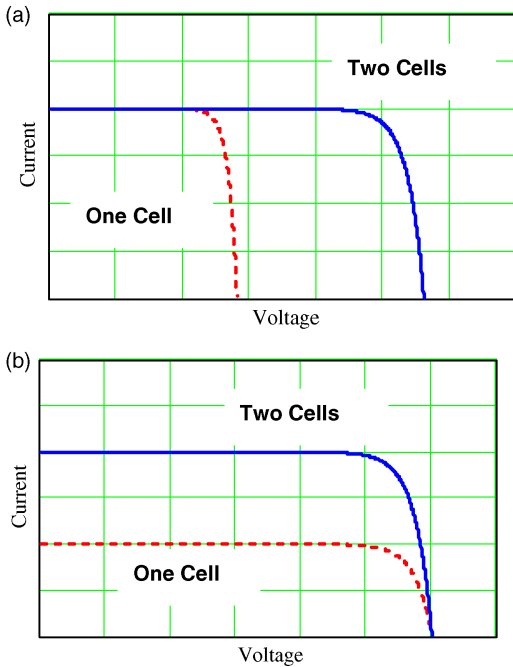 (a)
Two Cells
Current
One Cell
Voltage
(b)
Two Cells
Current
One Cell
Voltage